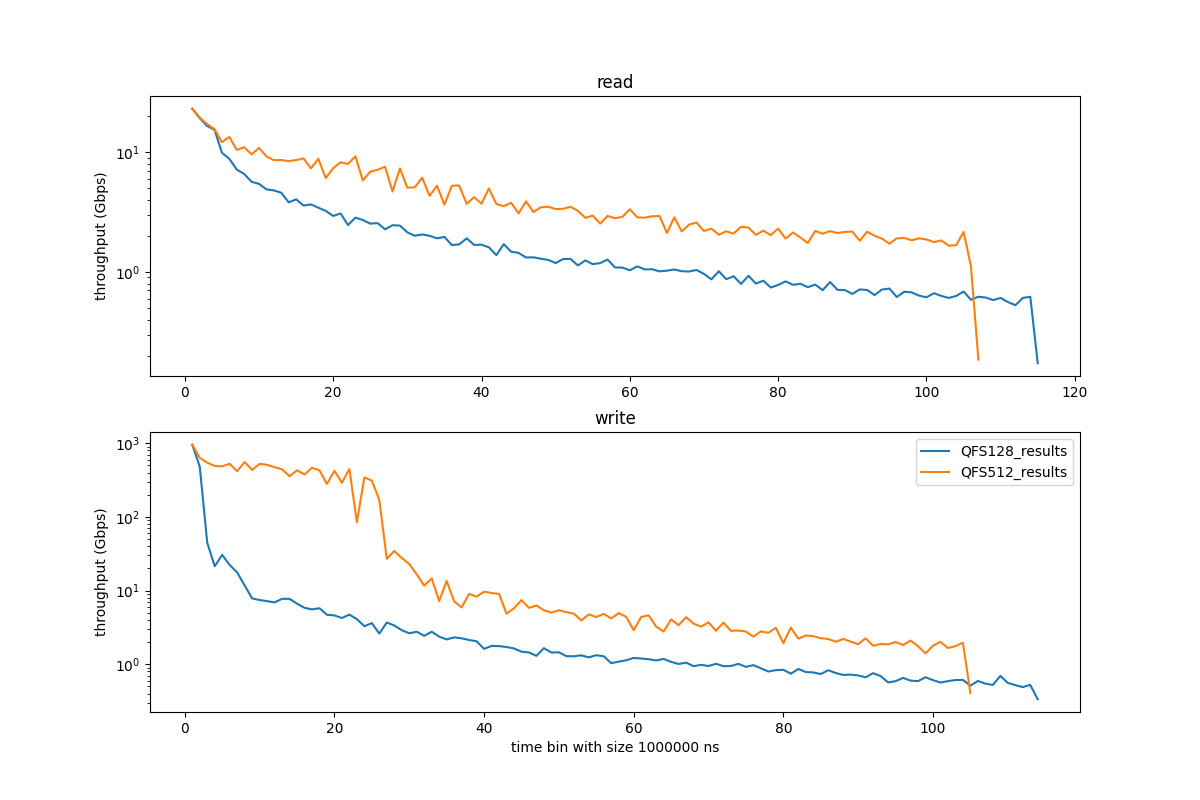 read
throughput (Gbps)
10¹
10⁰
0 20 40 60 80 100 120
write
throughput (Gbps)
10³
10²
10¹
10⁰
QFS128_results
QFS512_results
0 20 40 60 80 100
time bin with size 1000000 ns